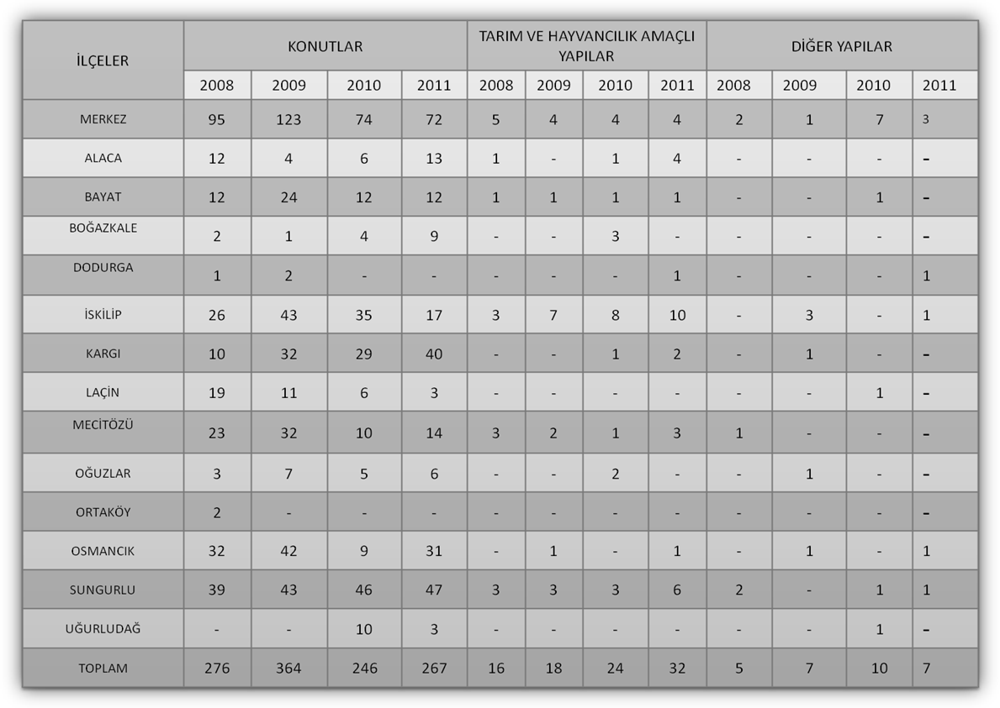 İLÇELER KONUTLAR TARIM VE HAYVANCILIK AMAÇLI
YAPILAR DİĞER YAPILAR
2008 2009 2010 2011 2008 2009 2010 2011 2008 2009 2010 2011
MERKEZ 95 123 74 72 5 4 4 4 2 1 7 3
ALACA 12 4 6 13 1 - 1 4 - - - -
BAYAT 12 24 12 12 1 1 1 1 - - 1 -
BOĞAZKALE 2 1 4 9 - - 3 - - - - -
DODURGA 1 2 - - - - - 1 - - - 1
İSKİLİP 26 43 35 17 3 7 8 10 - 3 - 1
KARGI 10 32 29 40 - - 1 2 - 1 - -
LAÇİN 19 11 6 3 - - - - - - 1 -
MECİTÖZÜ 23 32 10 14 3 2 1 3 1 - - -
OĞUZLAR 3 7 5 6 - - 2 - - 1 - -
ORTAKÖY 2 - - - - - - - - - - -
OSMANCIK 32 42 9 31 - 1 - 1 - 1 - 1
SUNGURLU 39 43 46 47 3 3 3 6 2 - 1 1
UĞURLUDAĞ - - 10 3 - - - - - - 1 -
TOPLAM 276 364 246 267 16 18 24 32 5 7 10 7